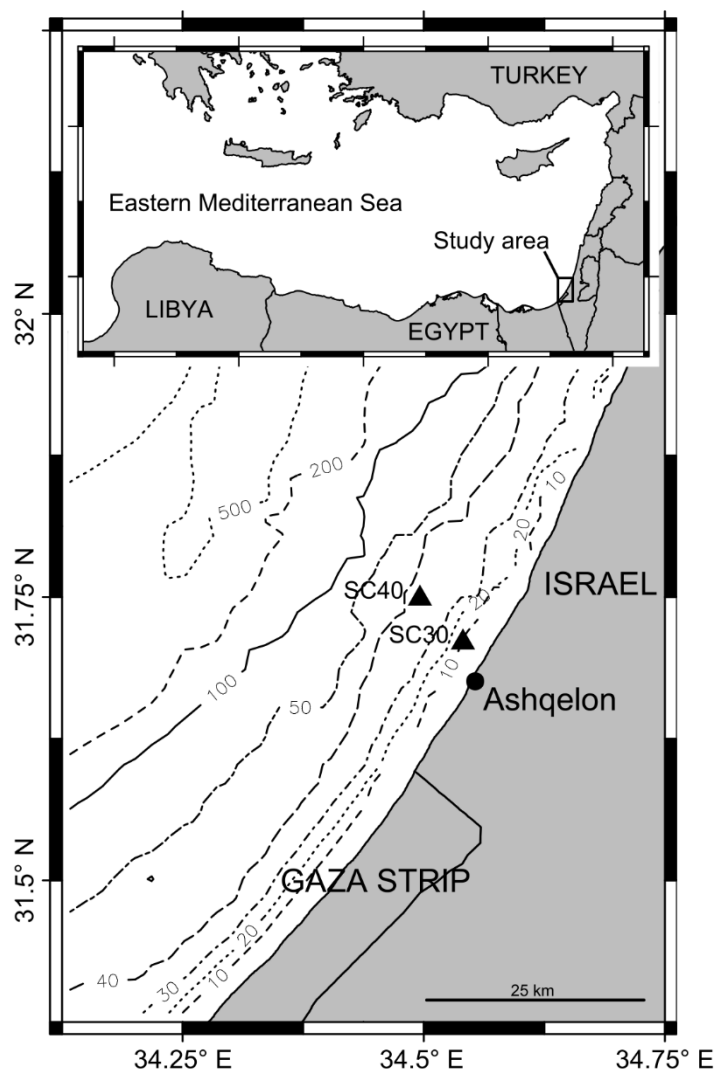 TURKEY
Eastern Mediterranean Sea
Study area
LIBYA
EGYPT
32° N
200
500
10
20
ISRAEL
31.75° N
SC40
20
SC30
10
100
50
Ashqelon
31.5° N
GAZA STRIP
40
30
20
10
25 km
34.25° E
34.5° E
34.75° E